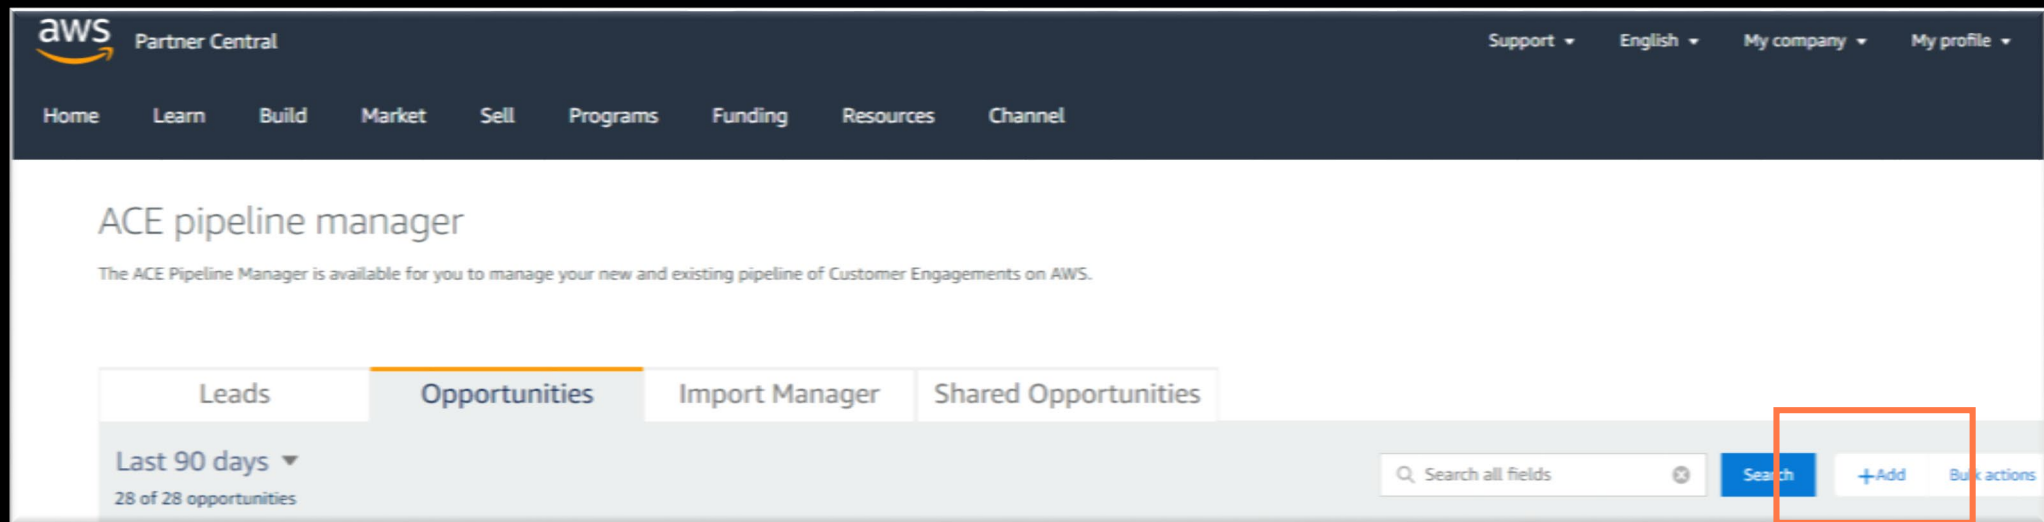 aws Partner Central Support English My company My profile
Home Learn Build Market Sell Programs Funding Resources Channel
ACE pipeline manager
The ACE Pipeline Manager is available for you to manage your new and existing pipeline of Customer Engagements on AWS.
Leads Opportunities Import Manager Shared Opportunities
Last 90 days
28 of 28 opportunities
Search all fields Search +Add Bulk actions